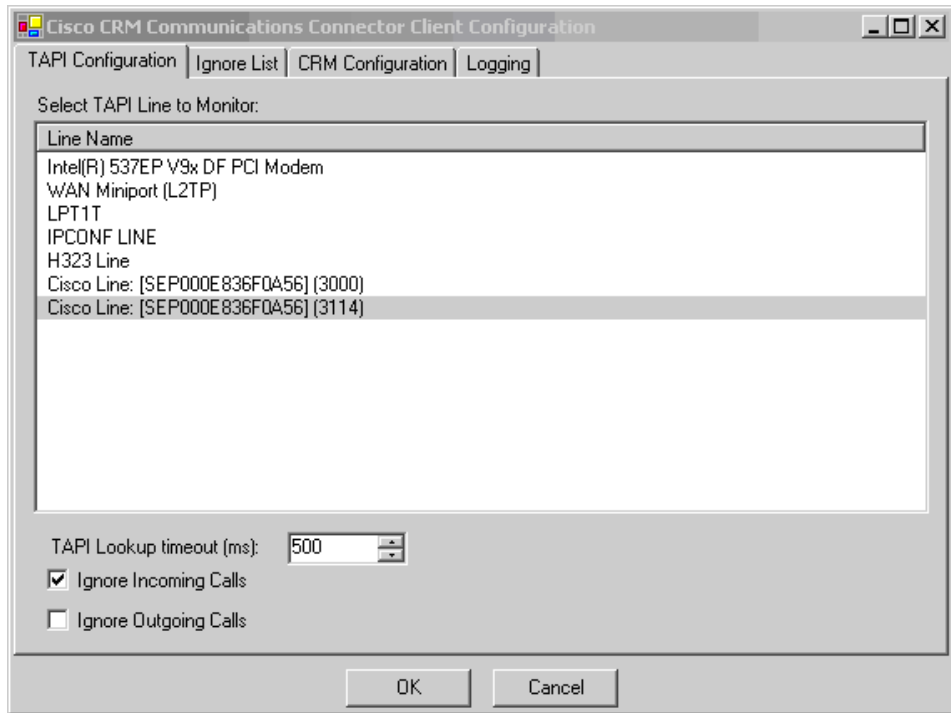 Cisco CRM Communications Connector Client Configuration
TAPI Configuration Ignore List CRM Configuration Logging
Select TAPI Line to Monitor:
Line Name
Intel(R) 537EP V9x DF PCI Modem
WAN Miniport (L2TP)
LPT1T
IPCONF LINE
H323 Line
Cisco Line: [SEP000E836F0A56] (3000)
Cisco Line: [SEP000E836F0A56] (3114)
TAPI Lookup timeout (ms): 500
Ignore Incoming Calls
Ignore Outgoing Calls
OK Cancel